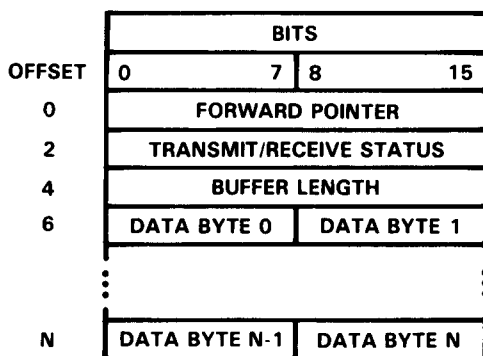 BITS
OFFSET 0 7 8 15
0 FORWARD POINTER
2 TRANSMIT/RECEIVE STATUS
4 BUFFER LENGTH
6 DATA BYTE 0 DATA BYTE 1
N DATA BYTE N-1 DATA BYTE N